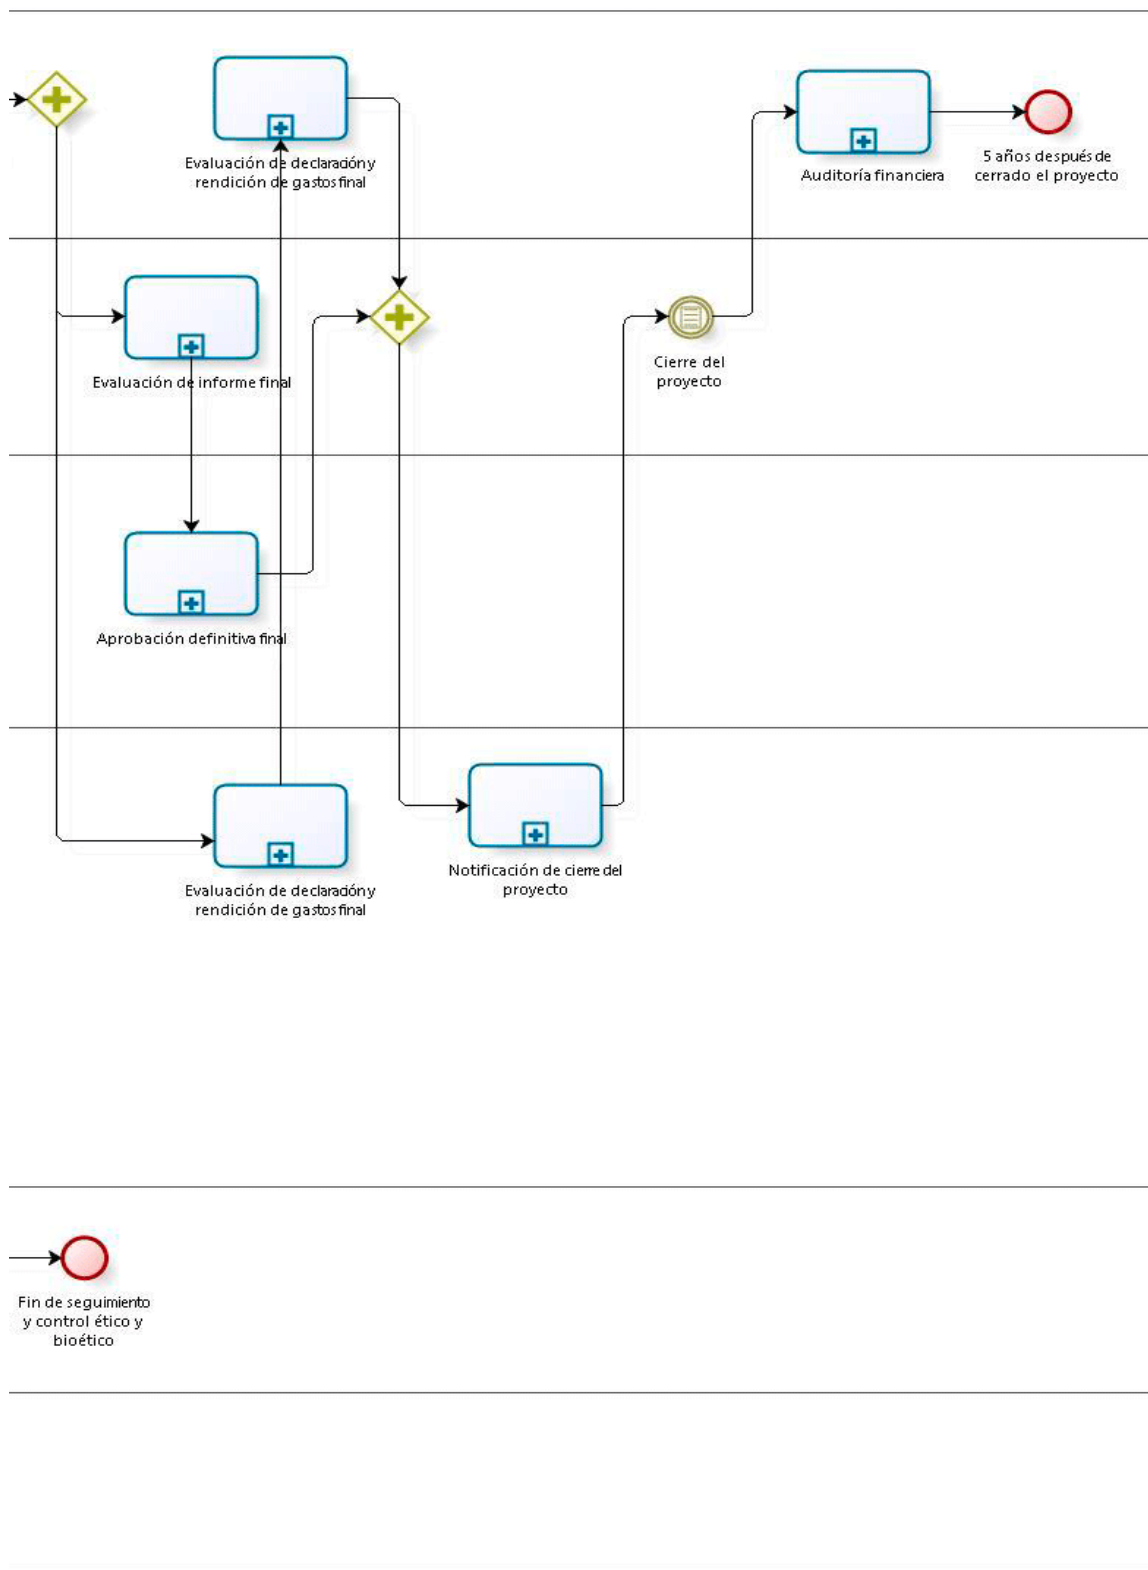 Evaluación de declaración y
rendición de gastos final
Auditoría financiera
5 años después de
cerrado el proyecto
Evaluación de informe final
Cierre del
proyecto
Aprobación definitiva final
Evaluación de declaración y
rendición de gastos final
Notificación de cierre del
proyecto
Fin de seguimiento
y control ético y
bioético